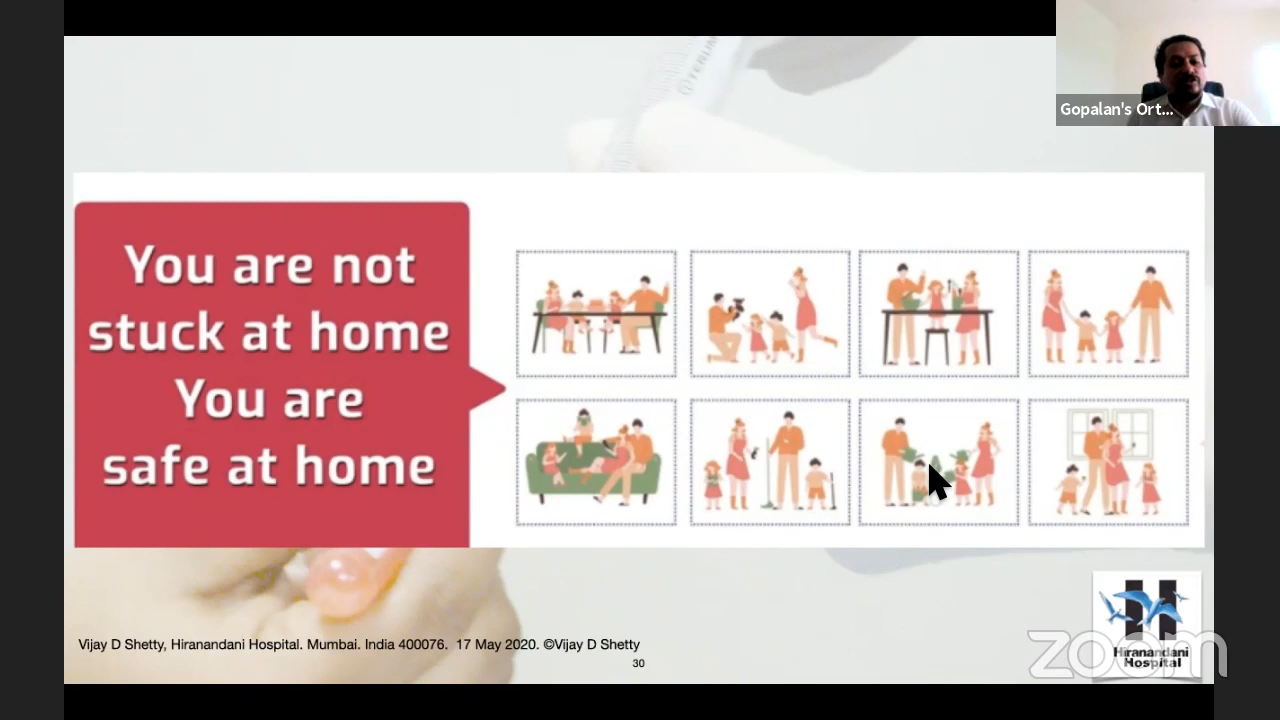 Gopalan's Ort...
TERUM
You are not
stuck at home
You are
safe at home
Vijay D Shetty, Hiranandani Hospital. Mumbai. India 400076. 17 May 2020. ©Vijay D Shetty
30
H
Hiranandani
Hospital
zoom